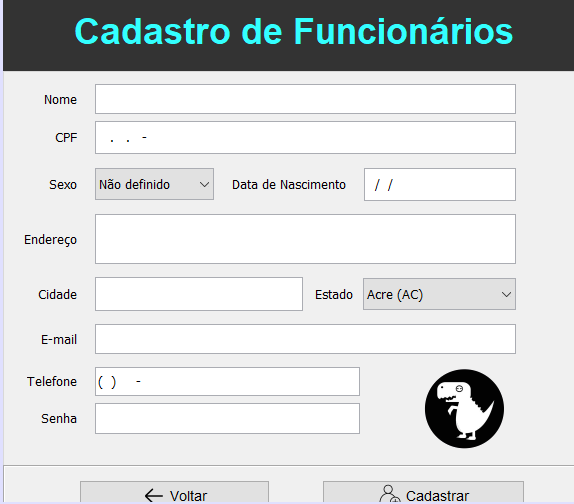 Cadastro de Funcionários
Nome
CPF . . -
Sexo Não definido Data de Nascimento / /
Endereço
Cidade Estado Acre (AC)
E-mail
Telefone ( ) -
Senha
Voltar Cadastrar